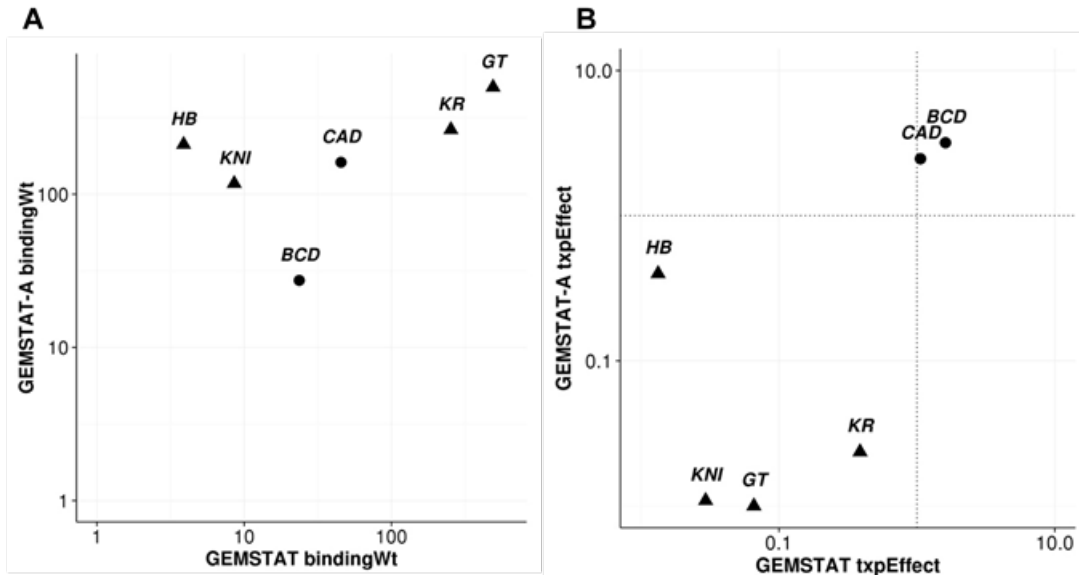 A
GT
KR
HB
CAD
KNI
100
BCD
10
1
1
10
100
GEMSTAT-A bindingWt
GEMSTAT bindingWt
B
10.0
BCD
CAD
HB
0.1
KR
KNI
GT
0.1
10.0
GEMSTAT-A txpEffect
GEMSTAT txpEffect